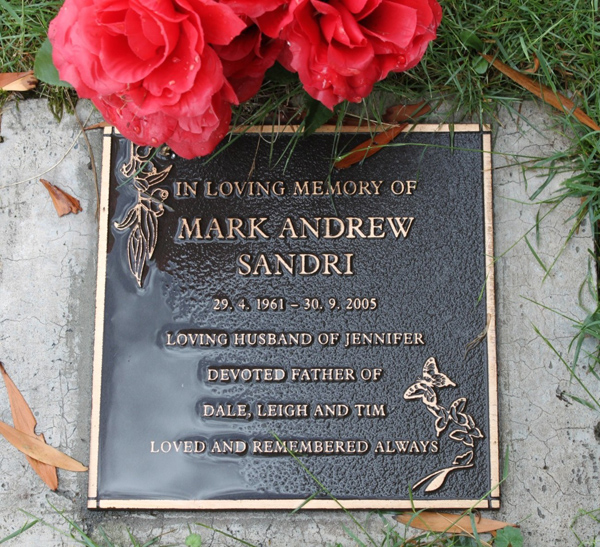 IN LOVING MEMORY OF
MARK ANDREW
SANDRI
29. 4. 1961 – 30. 9. 2005
LOVING HUSBAND OF JENNIFER
DEVOTED FATHER OF
DALE, LEIGH AND TIM
LOVED AND REMEMBERED ALWAYS